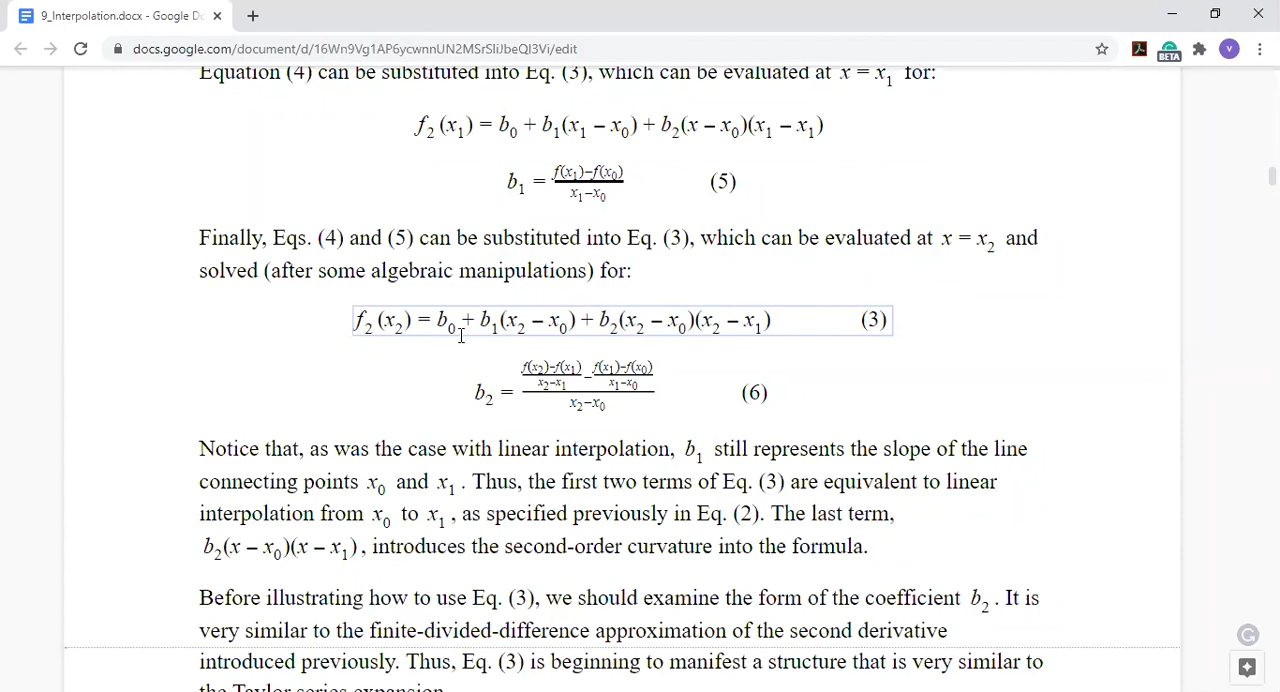 9_Interpolation.docx - Google Do
docs.google.com/document/d/16Wn9Vg1AP6ycwnnUN2MSrSliJbeQI3Vi/edit
BETA
V
Equation (4) can be substituted into Eq. (3), which can be evaluated at x = x₁ for:
f₂ (x₁) = b₀ + b₁(x₁ − x₀) + b₂(x − x₀)(x₁ − x₁)
b₁ = (f(x₁)−f(x₀))/(x₁−x₀) (5)
Finally, Eqs. (4) and (5) can be substituted into Eq. (3), which can be evaluated at x = x₂ and
solved (after some algebraic manipulations) for:
f₂ (x₂) = b₀ + b₁(x₂ − x₀) + b₂(x₂ − x₀)(x₂ − x₁) (3)
b₂ = ((f(x₂)−f(x₁))/(x₂−x₁) − (f(x₁)−f(x₀))/(x₁−x₀))/(x₂−x₀) (6)
Notice that, as was the case with linear interpolation, b₁ still represents the slope of the line
connecting points x₀ and x₁ . Thus, the first two terms of Eq. (3) are equivalent to linear
interpolation from x₀ to x₁ , as specified previously in Eq. (2). The last term,
b₂(x − x₀)(x − x₁) , introduces the second-order curvature into the formula.
Before illustrating how to use Eq. (3), we should examine the form of the coefficient b₂ . It is
very similar to the finite-divided-difference approximation of the second derivative
introduced previously. Thus, Eq. (3) is beginning to manifest a structure that is very similar to
the Taylor series expansion.